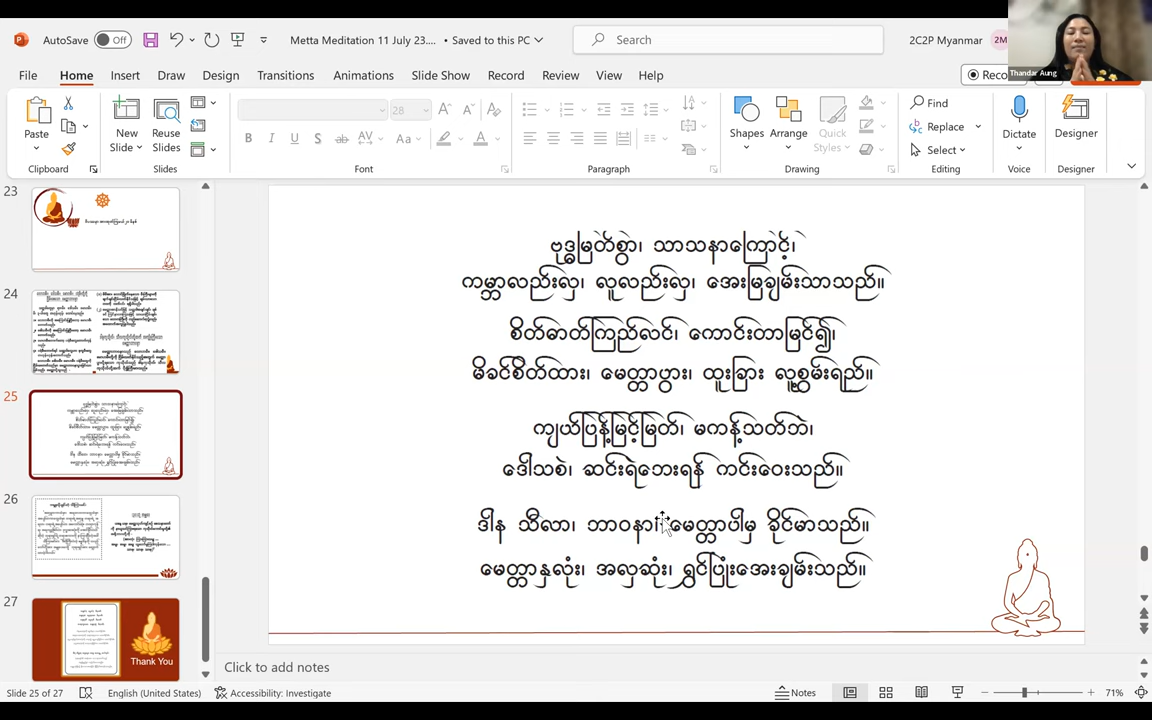 AutoSave Off Metta Meditation 11 July 23.... • Saved to this PC Search 2C2P Myanmar 2M
Thandar Aung
File Home Insert Draw Design Transitions Animations Slide Show Record Review View Help Reco
Paste New Slide Reuse Slides 28 Shapes Arrange Quick Styles Find Replace Select Dictate Designer
Clipboard Slides Font Paragraph Drawing Editing Voice Designer
23
24
25
26
27
Thank You
ဗုဒ္ဓမြတ်စွာ၊ သာသနာကြောင့်၊
ကမ္ဘာလည်းလှ၊ လူလည်းလှ၊ အေးမြချမ်းသာသည်။
စိတ်ဓာတ်ကြည်လင်၊ ကောင်းတာမြင်၍၊
မိခင်စိတ်ထား၊ မေတ္တာပွား၊ ထူးခြား လူ့စွမ်းရည်။
ကျယ်ပြန့်မြင့်မြတ်၊ မကန့်သတ်ဘဲ၊
ဒေါသစဲ၊ ဆင်းရဲဘေးရန် ကင်းဝေးသည်။
ဒါန သီလာ၊ ဘာဝနာ၊ မေတ္တာပါမှ ခိုင်မာသည်။
မေတ္တာနှလုံး၊ အလှဆုံး၊ ရွှင်ပြုံးအေးချမ်းသည်။
Click to add notes
Slide 25 of 27 English (United States) Accessibility: Investigate Notes 71%